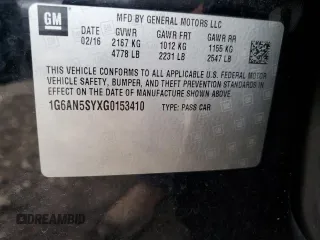 GM
MFD BY GENERAL MOTORS LLC
DATE GVWR GAWR FRT GAWR RR
02/16 2167 KG 1012 KG 1155 KG
4778 LB 2231 LB 2547 LB
THIS VEHICLE CONFORMS TO ALL APPLICABLE U.S. FEDERAL MOTOR
VEHICLE SAFETY, BUMPER, AND THEFT PREVENTION STANDARDS
IN EFFECT ON THE DATE OF MANUFACTURE SHOWN ABOVE.
1G6AN5SYXG0153410 TYPE: PASS CAR
DREAMBID